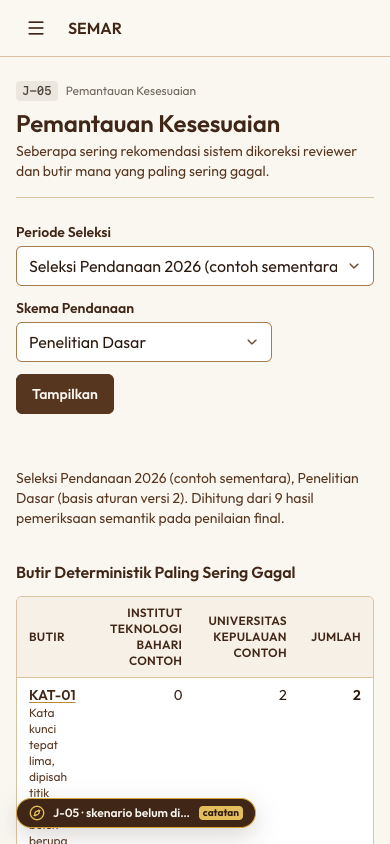 SEMAR
J-05 Pemantauan Kesesuaian
Pemantauan Kesesuaian
Seberapa sering rekomendasi sistem dikoreksi reviewer
dan butir mana yang paling sering gagal.
Periode Seleksi
Seleksi Pendanaan 2026 (contoh sementara
Skema Pendanaan
Penelitian Dasar
Tampilkan
Seleksi Pendanaan 2026 (contoh sementara), Penelitian
Dasar (basis aturan versi 2). Dihitung dari 9 hasil
pemeriksaan semantik pada penilaian final.
Butir Deterministik Paling Sering Gagal
BUTIR
INSTITUT
TEKNOLOGI
BAHARI
CONTOH
UNIVERSITAS
KEPULAUAN
CONTOH
JUMLAH
KAT-01 0 2 2
Kata
kunci
tepat
lima,
dipisah
titik
J-05 · skenario belum di... catatan
berupa